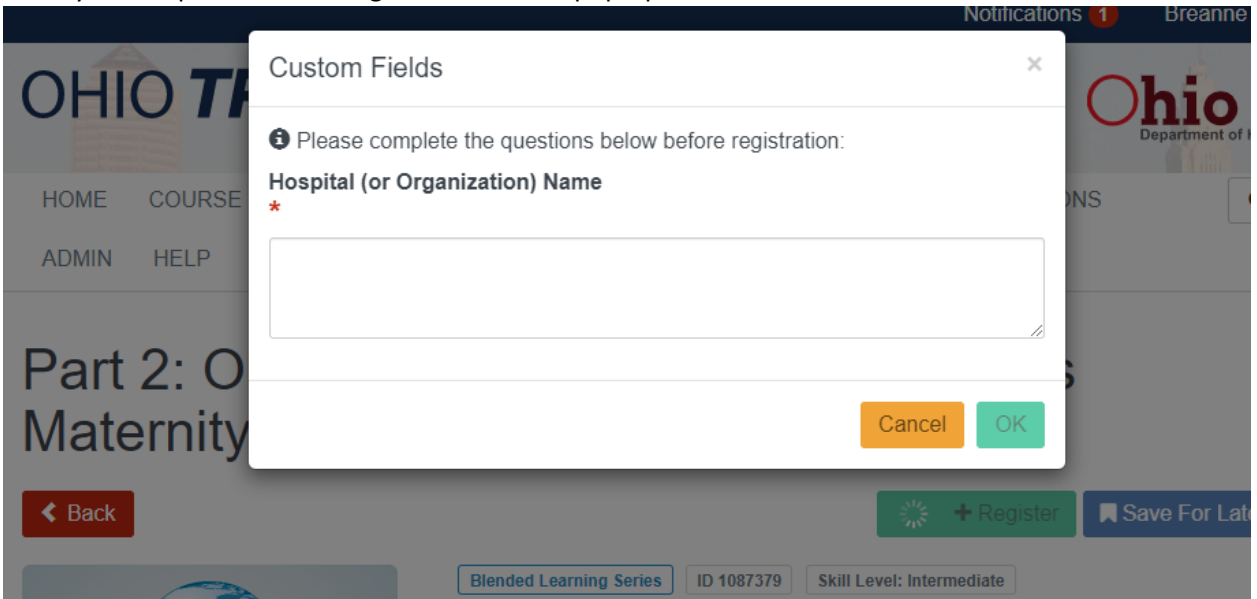 Notifications 1 Breanne
Custom Fields ×
OHIO
Ohio
Department of
Please complete the questions below before registration:
Hospital (or Organization) Name
*
HOME COURSE
ADMIN HELP
Part 2: O
Maternity
Cancel OK
Back
+ Register Save For Late
Blended Learning Series ID 1087379 Skill Level: Intermediate